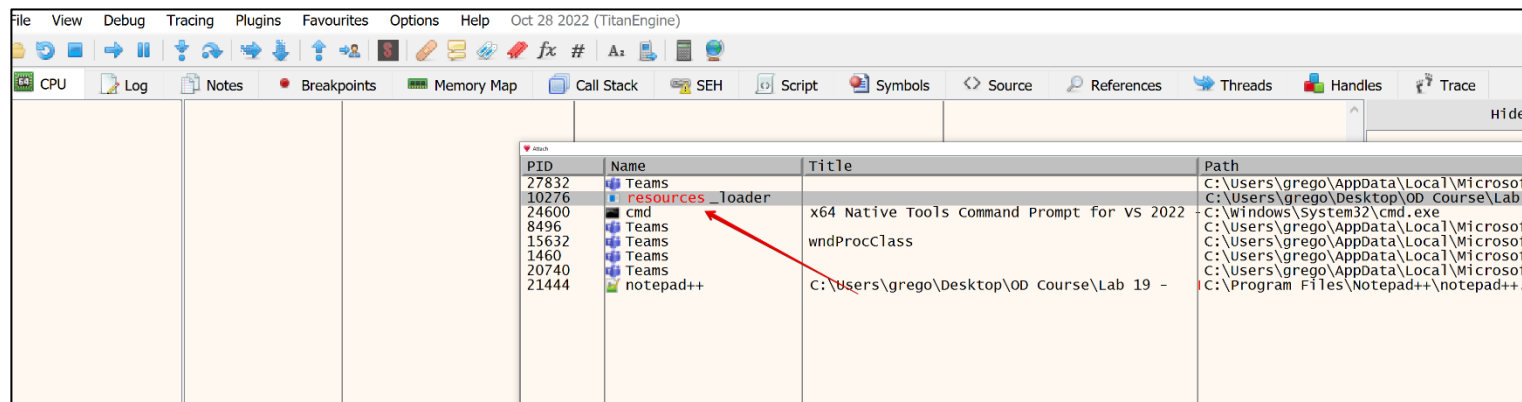 File View Debug Tracing Plugins Favourites Options Help Oct 28 2022 (TitanEngine)
fx # Az
CPU Log Notes Breakpoints Memory Map Call Stack SEH Script Symbols Source References Threads Handles Trace
Hide
Attach
PID Name Title Path
27832 Teams C:\Users\grego\AppData\Local\Microsof
10276 resources_loader C:\Users\grego\Desktop\OD Course\Lab
24600 cmd x64 Native Tools Command Prompt for VS 2022 - C:\Windows\System32\cmd.exe
8496 Teams C:\Users\grego\AppData\Local\Microsof
15632 Teams wndProcClass C:\Users\grego\AppData\Local\Microsof
1460 Teams C:\Users\grego\AppData\Local\Microsof
20740 Teams C:\Users\grego\AppData\Local\Microsof
21444 notepad++ C:\Users\grego\Desktop\OD Course\Lab 19 - C:\Program Files\Notepad++\notepad++.